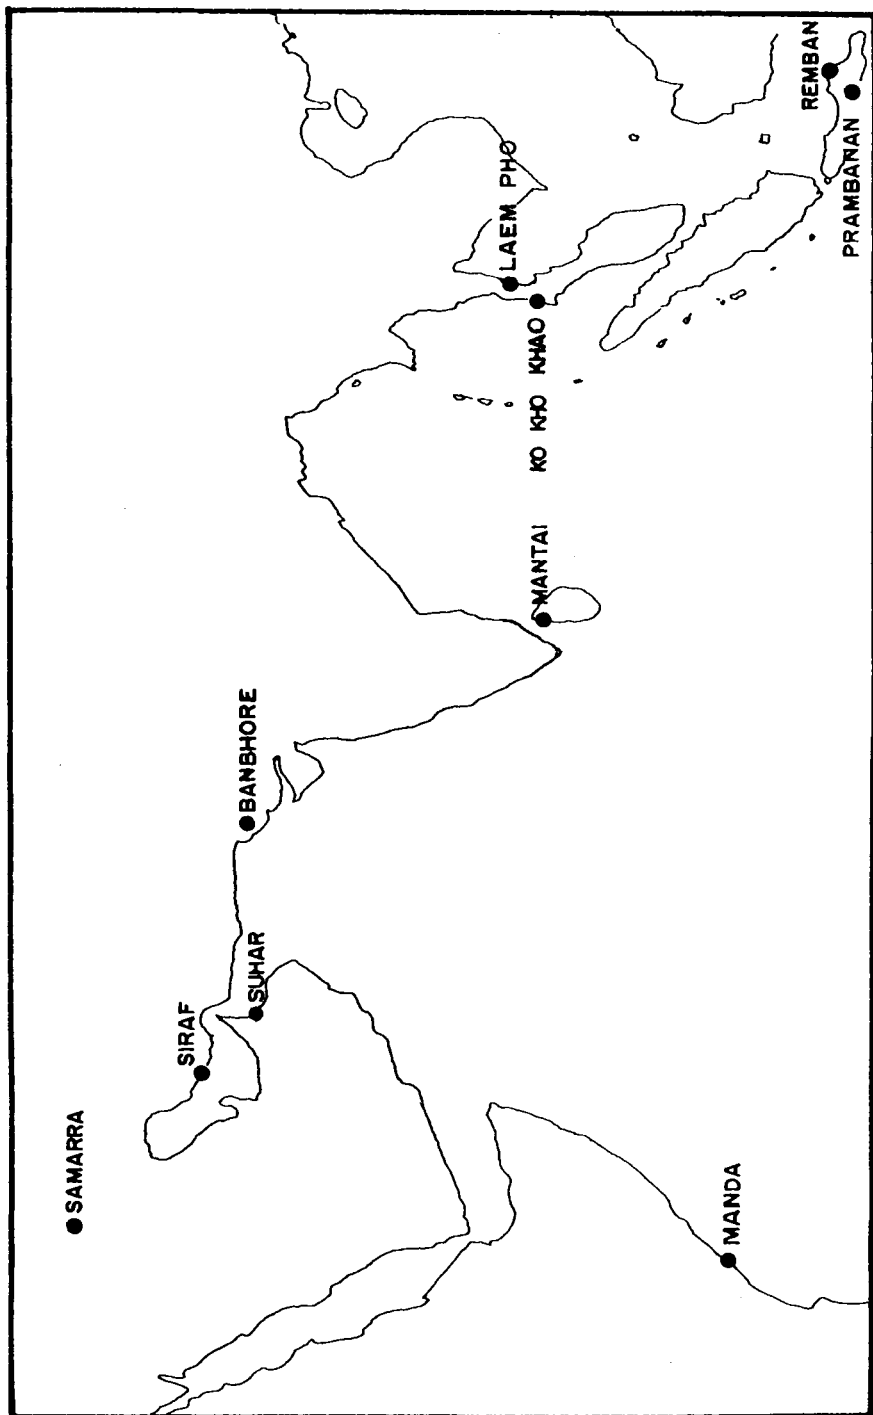 SAMARRA
SIRAF
SUHAR
BANBHORE
MANTAI
KO KHO KHAO
LAEM PHO
REMBAN
PRAMBANAN
MANDA